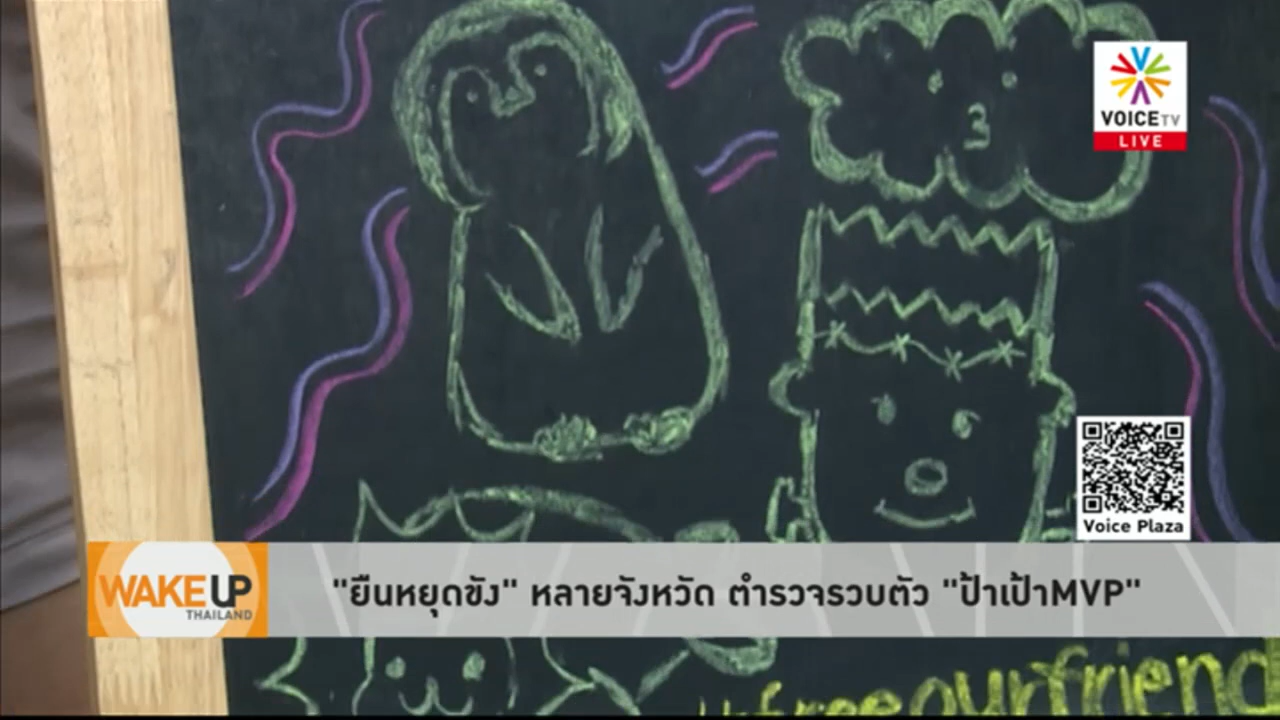 VOICE TV
LIVE
Voice Plaza
WAKE UP
THAILAND
"ยืนหยุดขัง" หลายจังหวัด ตำรวจรวบตัว "ป้าเป้าMVP"
#freeourfriend